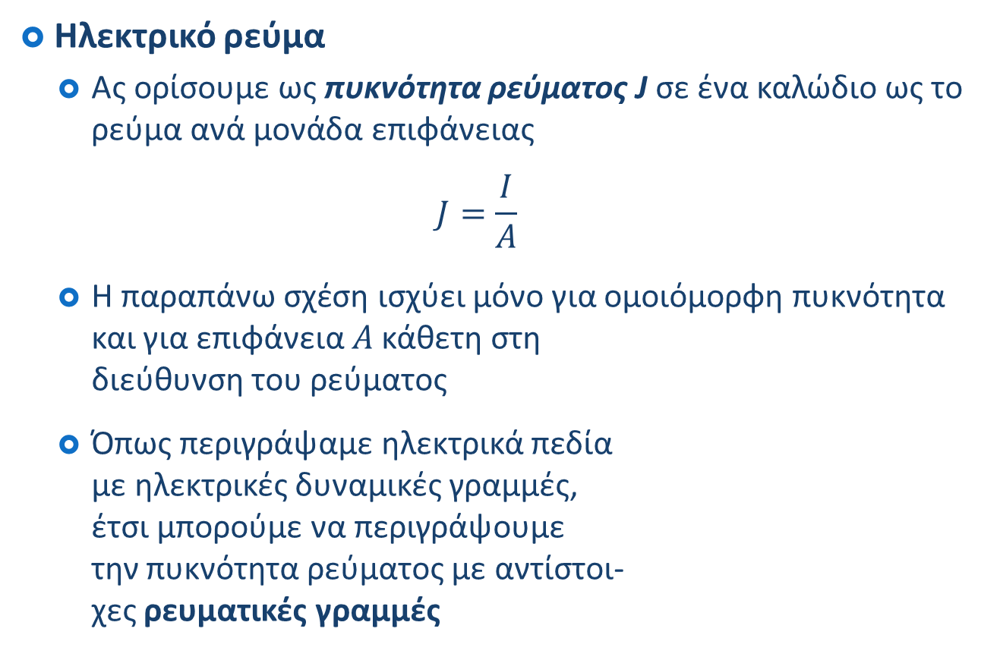 Ηλεκτρικό ρεύμα
Ας ορίσουμε ως πυκνότητα ρεύματος J σε ένα καλώδιο ως το
ρεύμα ανά μονάδα επιφάνειας
J = I/A
Η παραπάνω σχέση ισχύει μόνο για ομοιόμορφη πυκνότητα
και για επιφάνεια A κάθετη στη
διεύθυνση του ρεύματος
Όπως περιγράψαμε ηλεκτρικά πεδία
με ηλεκτρικές δυναμικές γραμμές,
έτσι μπορούμε να περιγράψουμε
την πυκνότητα ρεύματος με αντίστοι-
χες ρευματικές γραμμές